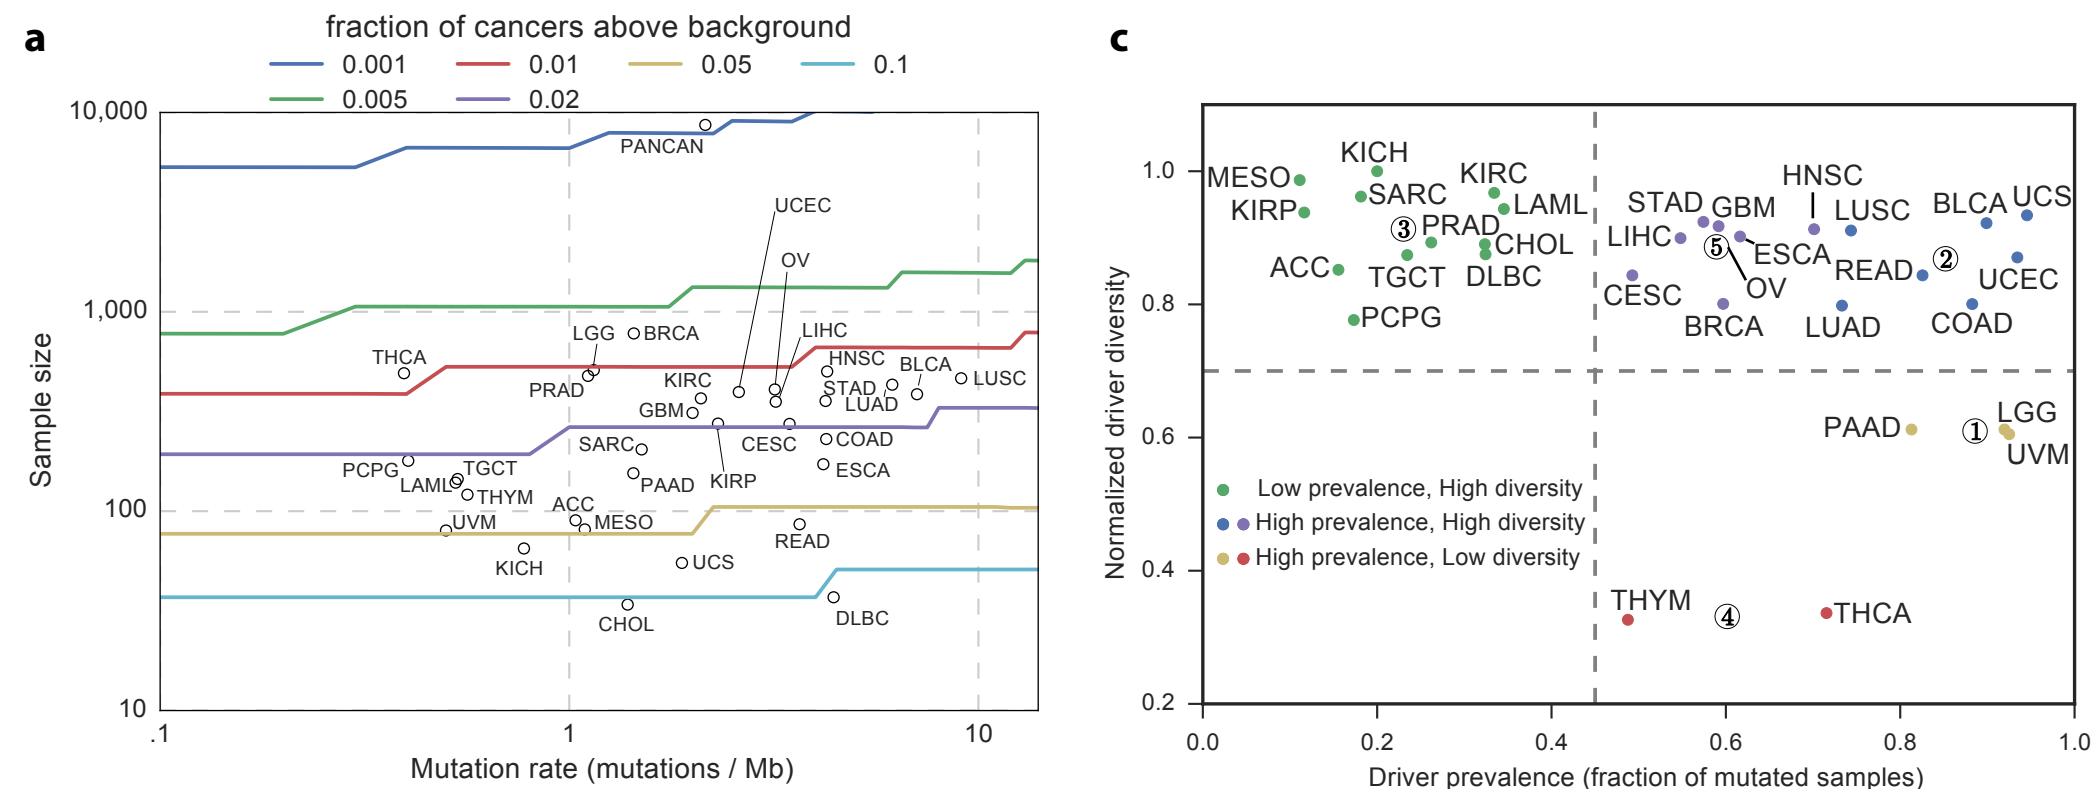 a
fraction of cancers above background
0.001 0.01 0.05 0.1
0.005 0.02
10,000
1,000
100
10
Sample size
.1 1 10
Mutation rate (mutations / Mb)
PANCAN
UCEC
OV
LIHC
LGG BRCA
THCA
HNSC
BLCA
PRAD
KIRC
STAD
LUSC
LUAD
GBM
SARC
CESC
COAD
PCPG
TGCT
LAML
PAAD
KIRP
ESCA
THYM
ACC
UVM
MESO
READ
KICH
UCS
CHOL
DLBC
c
Normalized driver diversity
1.0
0.8
0.6
0.4
0.2
0.0 0.2 0.4 0.6 0.8 1.0
Driver prevalence (fraction of mutated samples)
KICH
MESO
KIRC
HNSC
SARC
KIRP
LAML
STAD
GBM
LUSC
BLCA
UCS
3
PRAD
LIHC
5
CHOL
ESCA
2
ACC
TGCT
DLBC
READ
UCEC
CESC
OV
PCPG
BRCA
LUAD
COAD
LGG
PAAD
1
UVM
Low prevalence, High diversity
High prevalence, High diversity
High prevalence, Low diversity
THYM
4
THCA